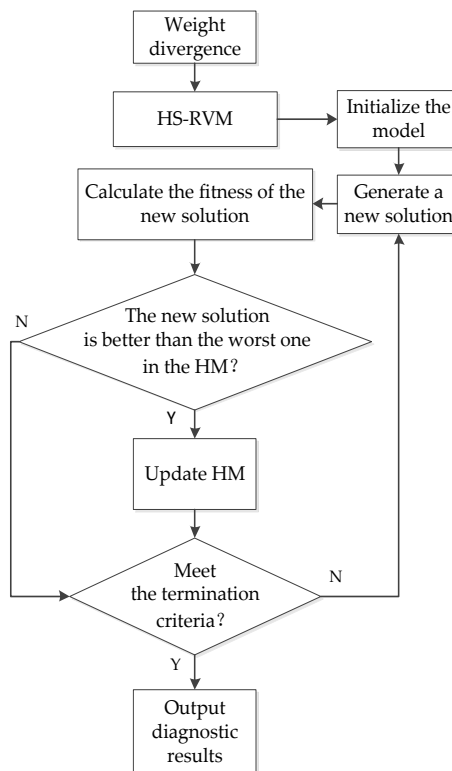 Weight
divergence
HS-RVM
Initialize the
model
Calculate the fitness of the
new solution
Generate a
new solution
N
The new solution
is better than the worst one
in the HM?
Y
Update HM
Meet
the termination
criteria?
N
Y
Output
diagnostic
results